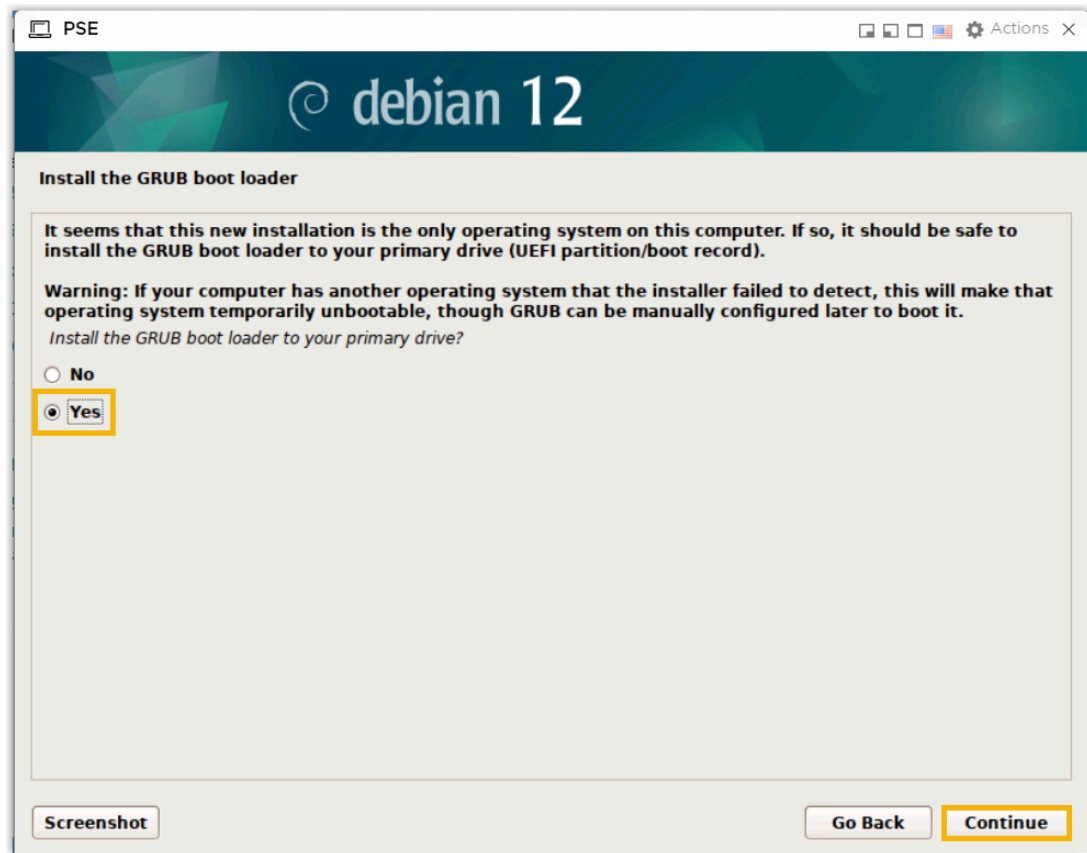 PSE
Actions
debian 12
Install the GRUB boot loader
It seems that this new installation is the only operating system on this computer. If so, it should be safe to
install the GRUB boot loader to your primary drive (UEFI partition/boot record).
Warning: If your computer has another operating system that the installer failed to detect, this will make that
operating system temporarily unbootable, though GRUB can be manually configured later to boot it.
Install the GRUB boot loader to your primary drive?
No
Yes
Screenshot
Go Back
Continue